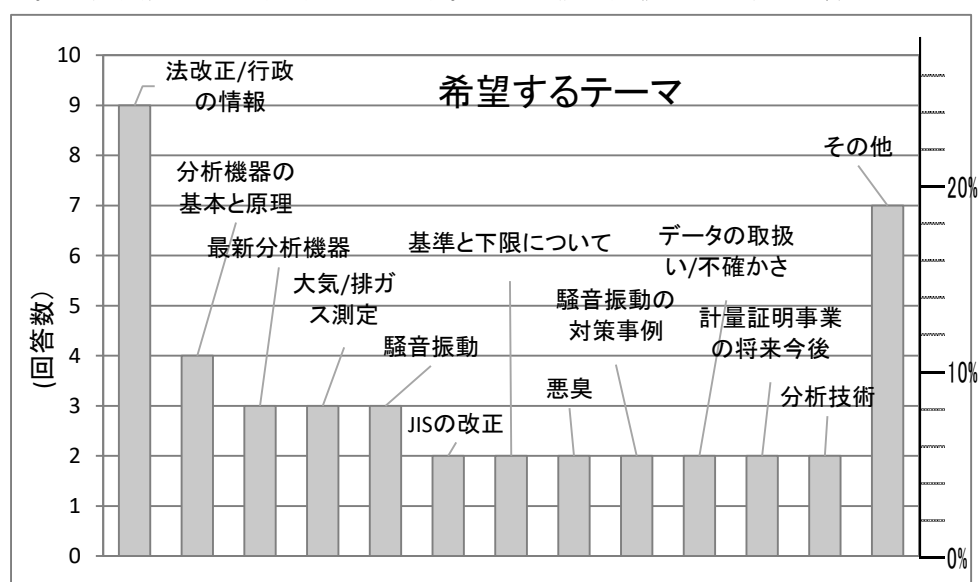 希望するテーマ
(回答数)
10
9
8
7
6
5
4
3
2
1
0
法改正/行政
の情報
分析機器の
基本と原理
最新分析機器
大気/排ガ
ス測定
騒音振動
JISの改正
基準と下限について
悪臭
騒音振動の
対策事例
データの取扱
い/不確かさ
計量証明事業
の将来今後
分析技術
その他
20%
10%
0%